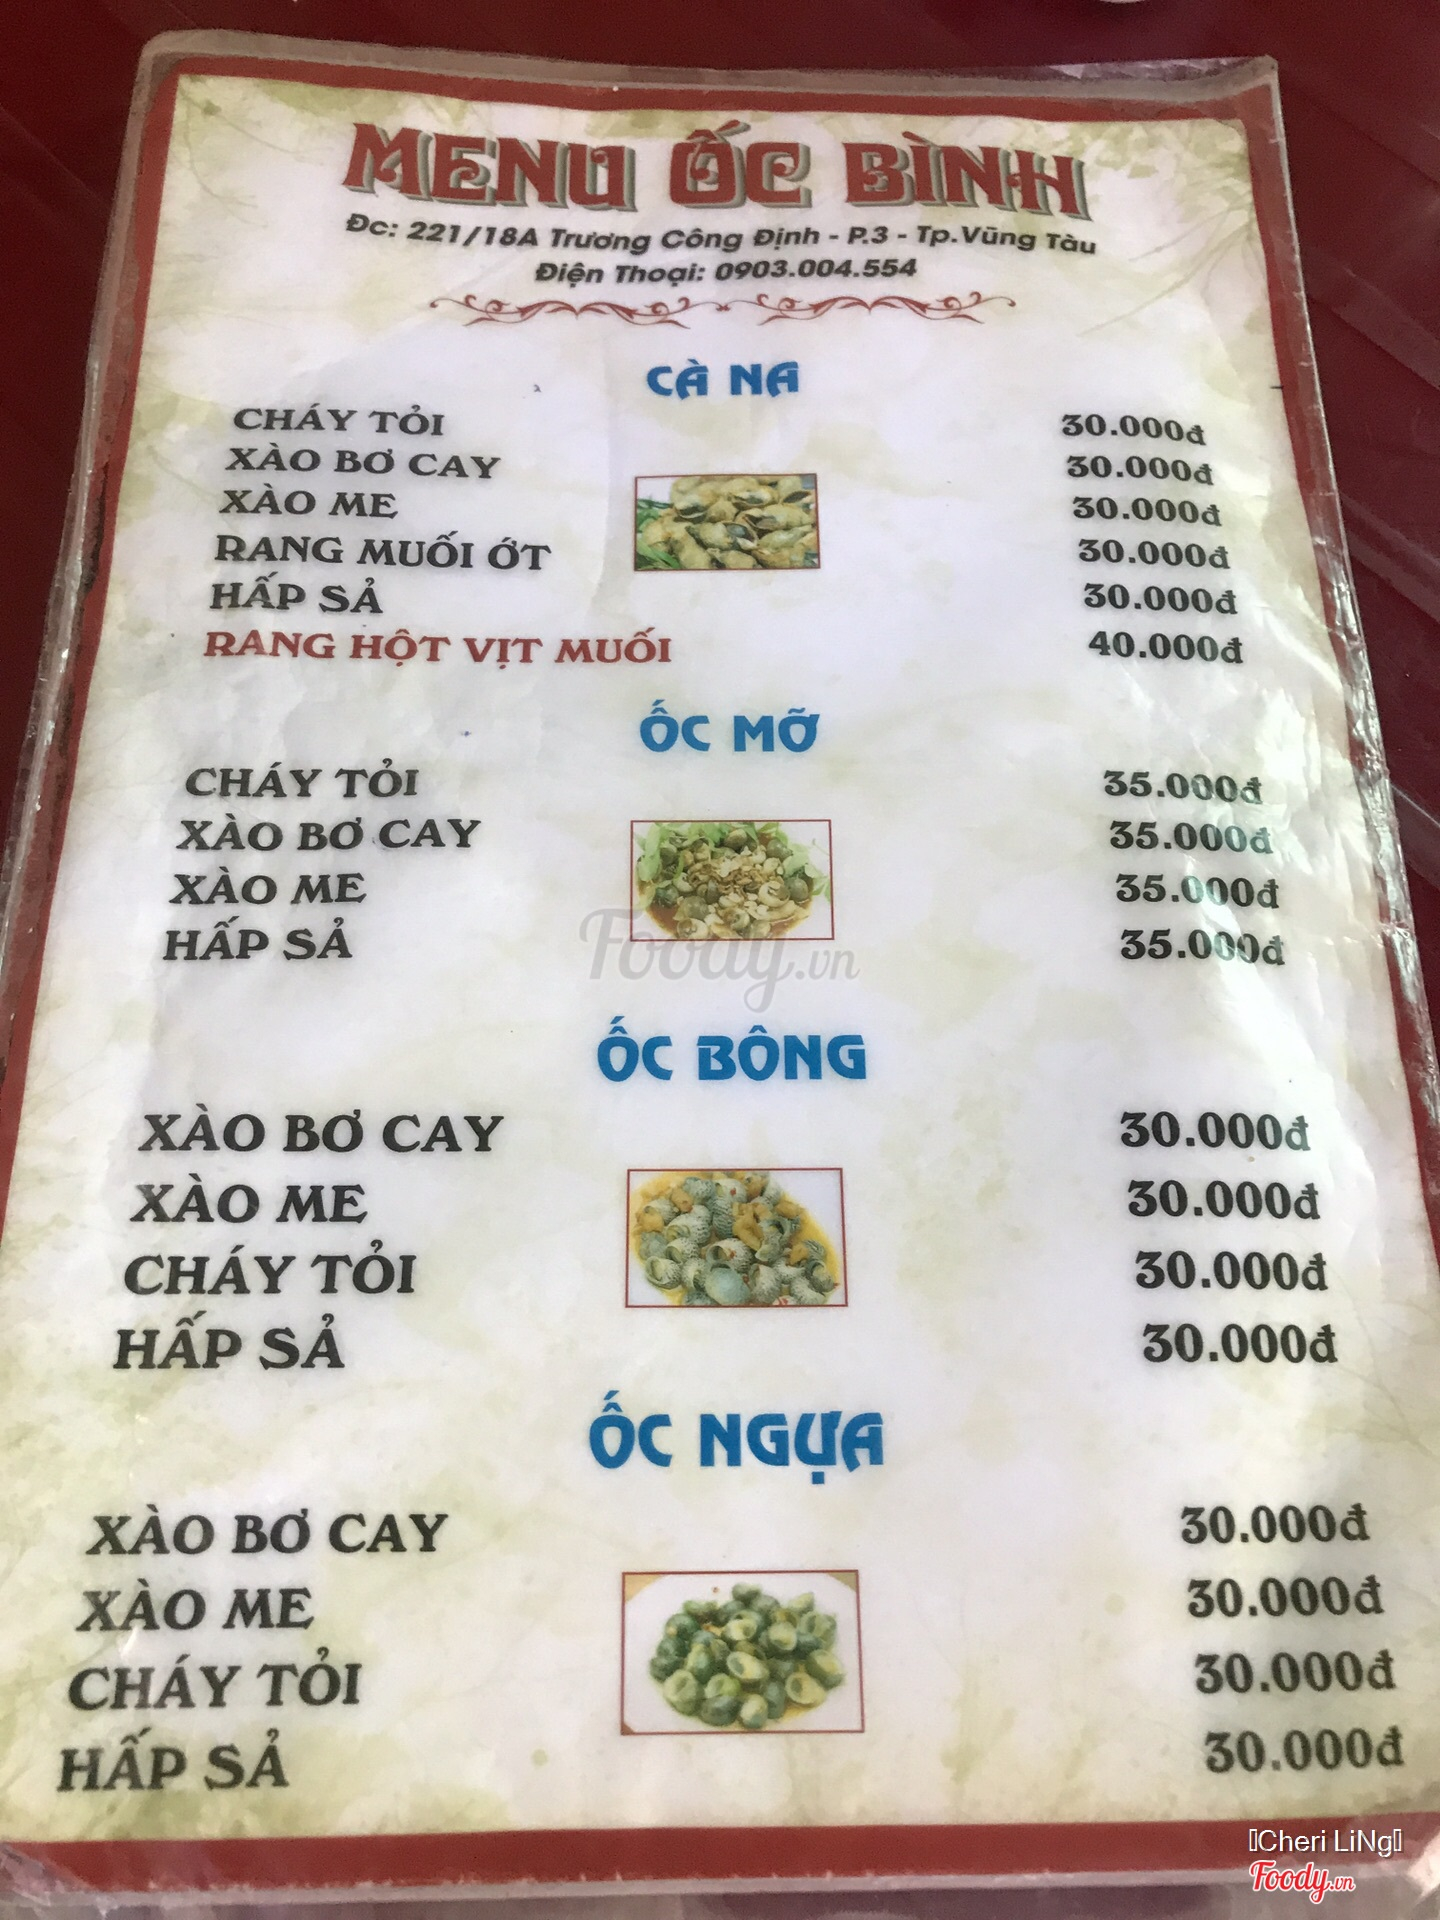 MENU ỐC BÌNH
Đc: 221/18A Trương Công Định - P.3 - Tp.Vũng Tàu
Điện Thoại: 0903.004.554
CÀ NA
CHÁY TỎI 30.000đ
XÀO BƠ CAY 30.000đ
XÀO ME 30.000đ
RANG MUỐI ỚT 30.000đ
HẤP SẢ 30.000đ
RANG HỘT VỊT MUỐI 40.000đ
ỐC MỠ
CHÁY TỎI 35.000đ
XÀO BƠ CAY 35.000đ
XÀO ME 35.000đ
HẤP SẢ 35.000đ
Foody.vn
ỐC BÔNG
XÀO BƠ CAY 30.000đ
XÀO ME 30.000đ
CHÁY TỎI 30.000đ
HẤP SẢ 30.000đ
ỐC NGỰA
XÀO BƠ CAY 30.000đ
XÀO ME 30.000đ
CHÁY TỎI 30.000đ
HẤP SẢ 30.000đ
Cheri LiNg
Foody.vn